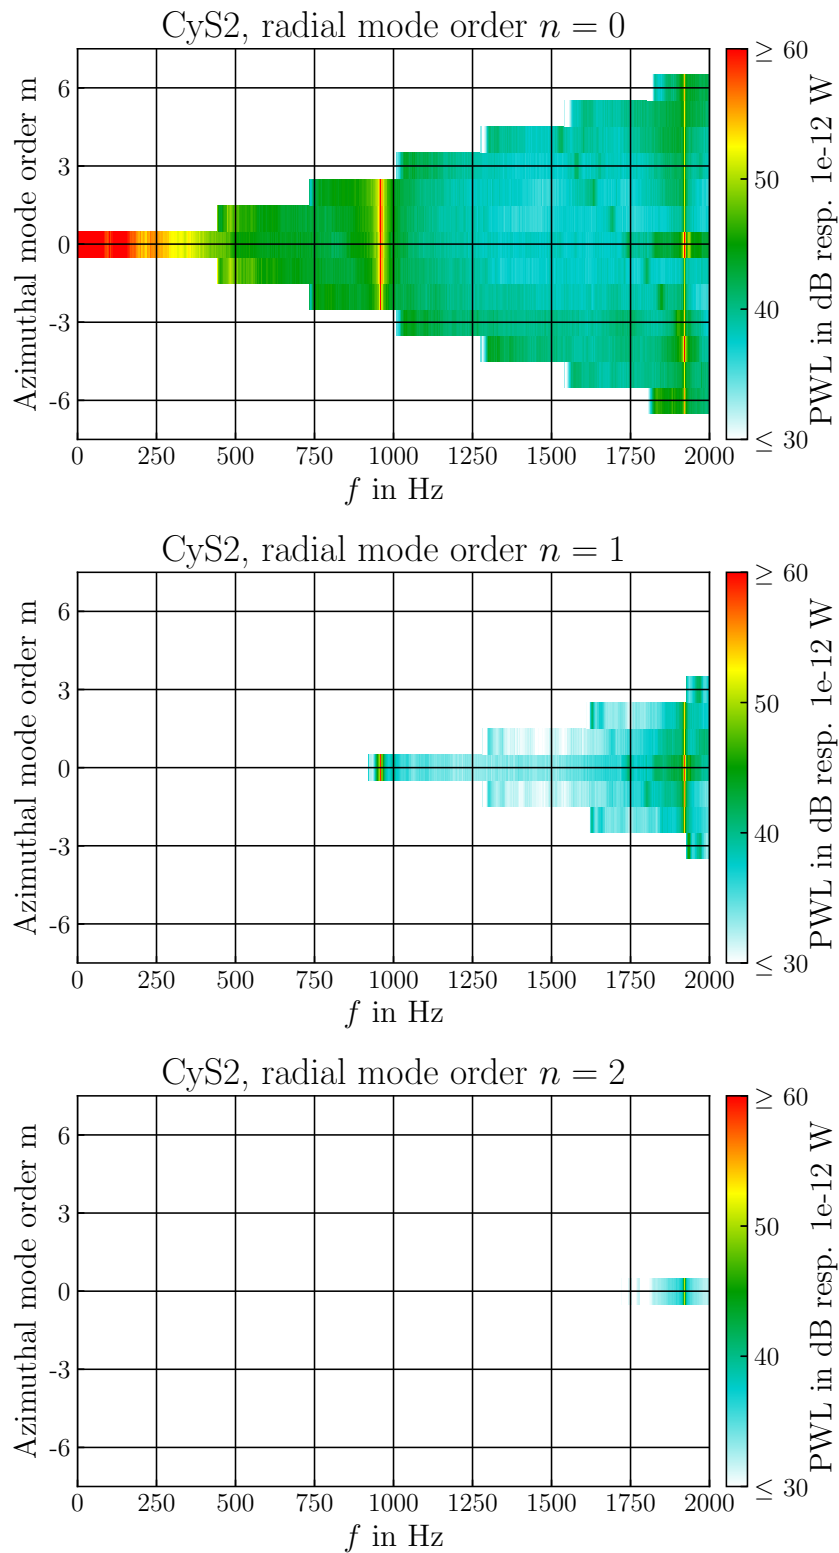 CyS2, radial mode order n = 0
Azimuthal mode order m
6
3
0
-3
-6
0 250 500 750 1000 1250 1500 1750 2000
f in Hz
≥ 60
50
40
≤ 30
PWL in dB resp. 1e-12 W
CyS2, radial mode order n = 1
Azimuthal mode order m
6
3
0
-3
-6
0 250 500 750 1000 1250 1500 1750 2000
f in Hz
≥ 60
50
40
≤ 30
PWL in dB resp. 1e-12 W
CyS2, radial mode order n = 2
Azimuthal mode order m
6
3
0
-3
-6
0 250 500 750 1000 1250 1500 1750 2000
f in Hz
≥ 60
50
40
≤ 30
PWL in dB resp. 1e-12 W